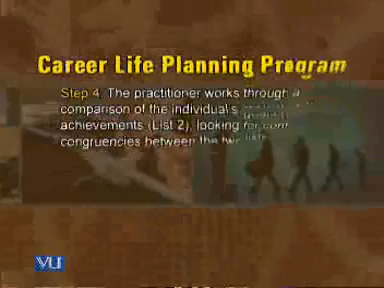 Career Life Planning Program
Step 4. The practitioner works through a
comparison of the individual's
achievements (List 2), looking for
congruencies between the two lists
VU